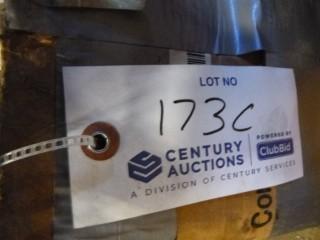 LOT NO
173C
CENTURY
AUCTIONS
POWERED BY
ClubBid
A DIVISION OF CENTURY SERVICES